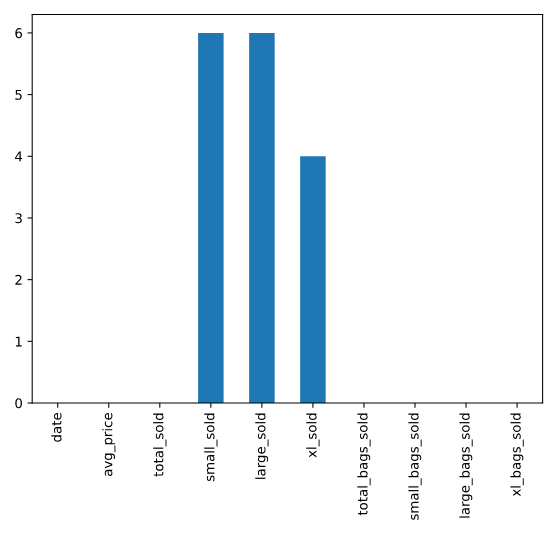 6
5
4
3
2
1
0
date
avg_price
total_sold
small_sold
large_sold
xl_sold
total_bags_sold
small_bags_sold
large_bags_sold
xl_bags_sold